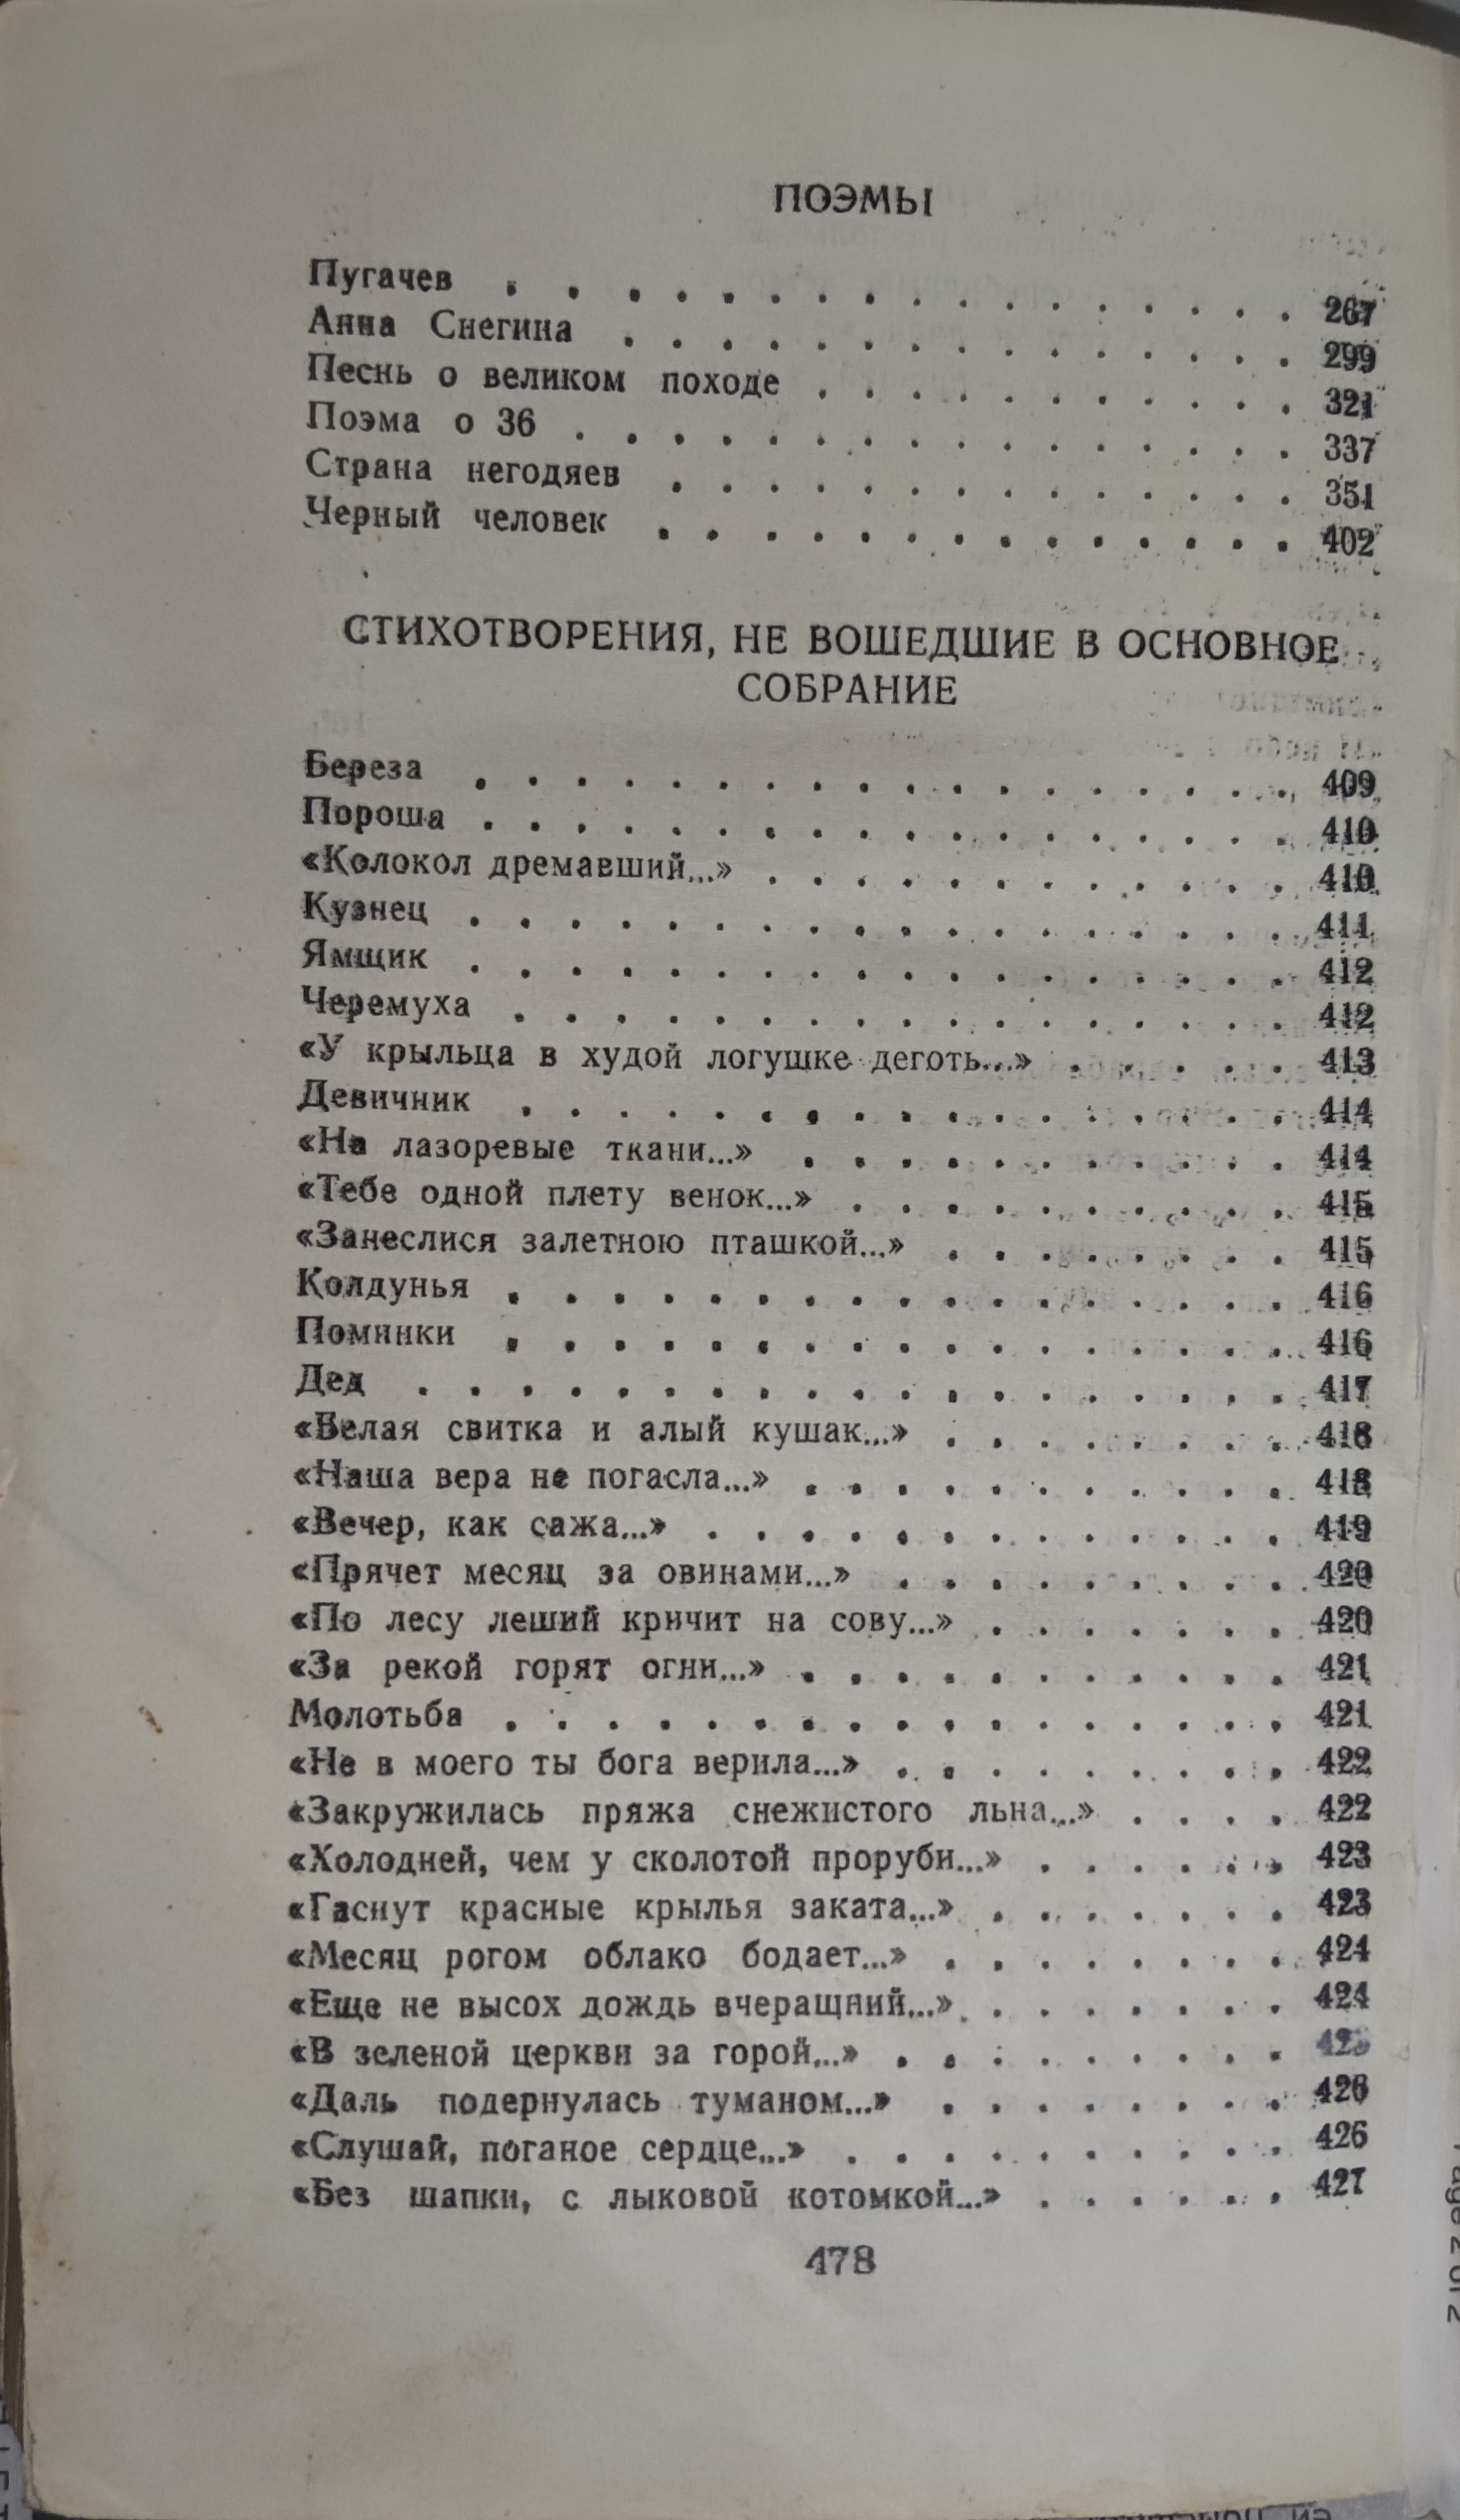 ПОЭМЫ
Пугачев . . . . . . . . . . . . . . . . . 267
Анна Снегина . . . . . . . . . . . . . . . 299
Песнь о великом походе . . . . . . . . . . . 321
Поэма о 36 . . . . . . . . . . . . . . . . 337
Страна негодяев . . . . . . . . . . . . . . 351
Черный человек . . . . . . . . . . . . . . 402
СТИХОТВОРЕНИЯ, НЕ ВОШЕДШИЕ В ОСНОВНОЕ
СОБРАНИЕ
Береза . . . . . . . . . . . . . . . . . . 409
Пороша . . . . . . . . . . . . . . . . . . 410
«Колокол дремавший...» . . . . . . . . . . . . 410
Кузнец . . . . . . . . . . . . . . . . . . 411
Ямщик . . . . . . . . . . . . . . . . . . 412
Черемуха . . . . . . . . . . . . . . . . . 412
«У крыльца в худой логушке деготь...» . . . . . 413
Девичник . . . . . . . . . . . . . . . . . 414
«На лазоревые ткани...» . . . . . . . . . . . 414
«Тебе одной плету венок...» . . . . . . . . . . 415
«Занеслися залетною пташкой...» . . . . . . . . 415
Колдунья . . . . . . . . . . . . . . . . . 416
Поминки . . . . . . . . . . . . . . . . . 416
Дед . . . . . . . . . . . . . . . . . . . 417
«Белая свитка и алый кушак...» . . . . . . . . 418
«Наша вера не погасла...» . . . . . . . . . . . 418
«Вечер, как сажа...» . . . . . . . . . . . . . 419
«Прячет месяц за овинами...» . . . . . . . . . 420
«По лесу леший кричит на сову...» . . . . . . . 420
«За рекой горят огни...» . . . . . . . . . . . 421
Молотьба . . . . . . . . . . . . . . . . . 421
«Не в моего ты бога верила...» . . . . . . . . . 422
«Закружилась пряжа снежистого льна...» . . . . 422
«Холодней, чем у сколотой проруби...» . . . . . . 423
«Гаснут красные крылья заката...» . . . . . . . 423
«Месяц рогом облако бодает...» . . . . . . . . 424
«Еще не высох дождь вчерашний...» . . . . . . . 424
«В зеленой церкви за горой...» . . . . . . . . . 425
«Даль подернулась туманом...» . . . . . . . . 426
«Слушай, поганое сердце...» . . . . . . . . . . 426
«Без шапки, с лыковой котомкой...» . . . . . . 427
478